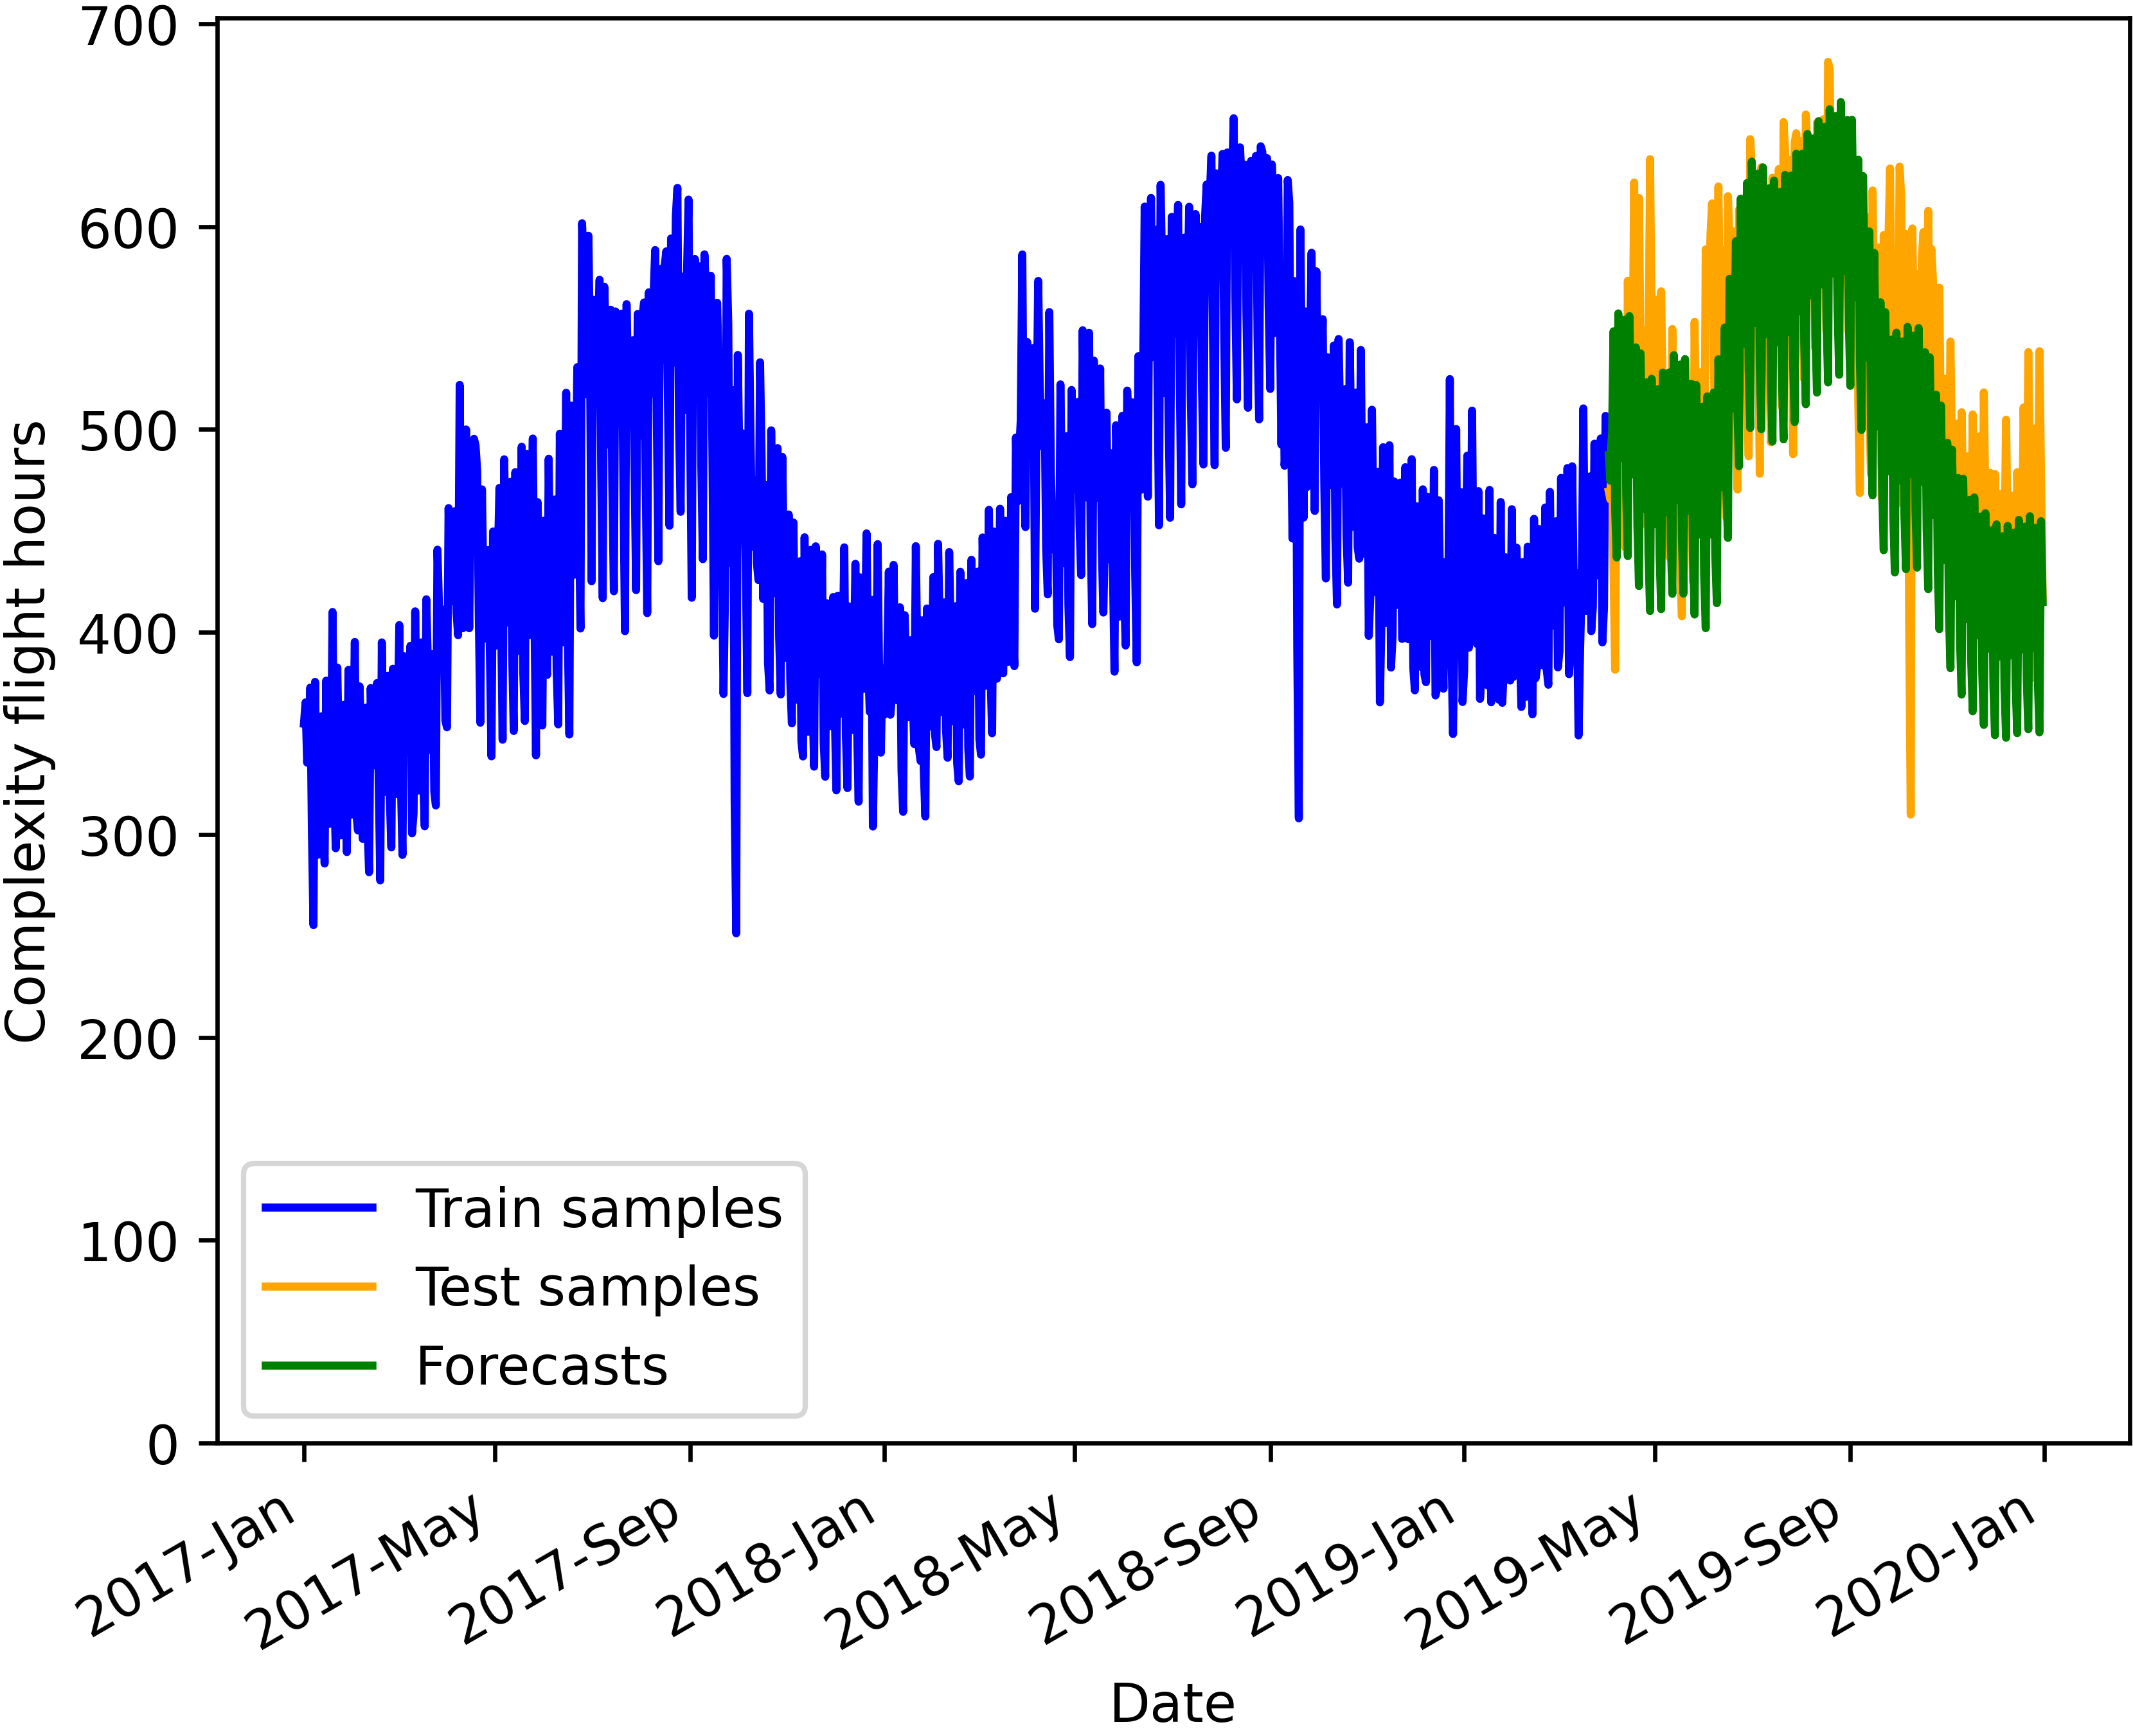 700
600
500
400
300
200
100
0
Complexity flight hours
Train samples
Test samples
Forecasts
2017-Jan
2017-May
2017-Sep
2018-Jan
2018-May
2018-Sep
2019-Jan
2019-May
2019-Sep
2020-Jan
Date